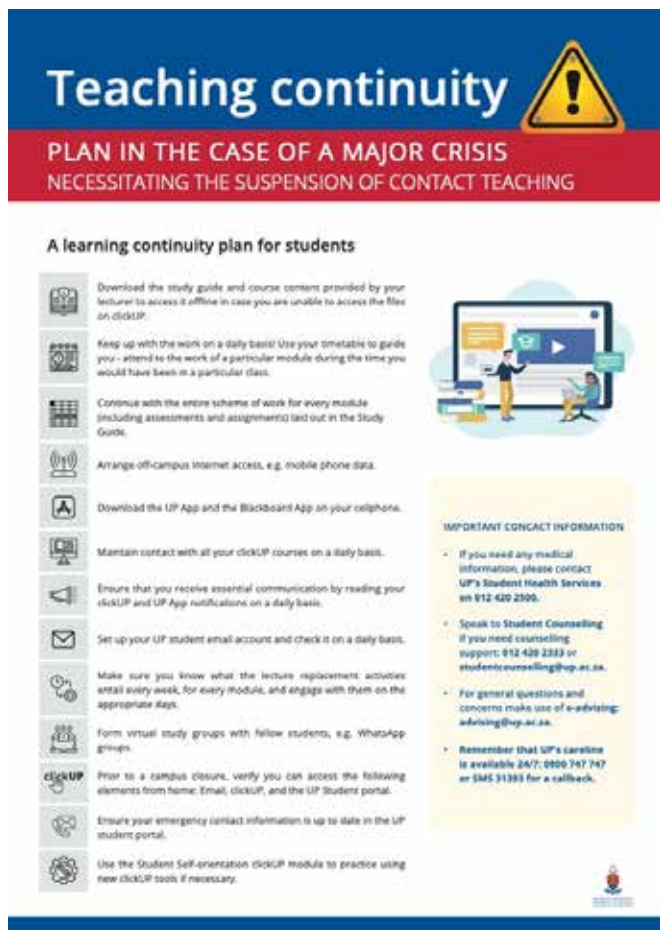 Teaching continuity
PLAN IN THE CASE OF A MAJOR CRISIS
NECESSITATING THE SUSPENSION OF CONTACT TEACHING
A learning continuity plan for students
Download the study guide and course content provided by your
lecturer to access it offline in case you are unable to access the files
on clickUP.
Keep up with the work on a daily basis! Use your timetable to guide
you - attend to the work of a particular module during the time you
would have been in a particular class.
Continue with the entire scheme of work for every module
(including assessments and assignments) laid out in the Study
Guide.
Arrange off-campus internet access, e.g. mobile phone data.
Download the UP App and the Blackboard App on your cellphone.
Maintain contact with all your clickUP courses on a daily basis.
Ensure that you receive essential communication by reading your
clickUP and UP App notifications on a daily basis.
Set up your UP student email account and check it on a daily basis.
Make sure you know what the lecture replacement activities
entail every week, for every module, and engage with them on the
appropriate days.
Form virtual study groups with fellow students, e.g. WhatsApp
groups.
clickUP
Prior to a campus closure, verify you can access the following
elements from home: Email, clickUP, and the UP Student portal.
Ensure your emergency contact information is up to date in the UP
student portal.
Use the Student Self-orientation clickUP module to practice using
new clickUP tools if necessary.
IMPORTANT CONCACT INFORMATION
• If you need any medical
information, please contact
UP's Student Health Services
on 012 420 2500.
• Speak to Student Counselling
if you need counselling
support: 012 420 2333 or
studentcounselling@up.ac.za.
• For general questions and
concerns make use of e-advising:
advising@up.ac.za.
• Remember that UP's careline
is available 24/7: 0800 747 747
or SMS 31393 for a callback.